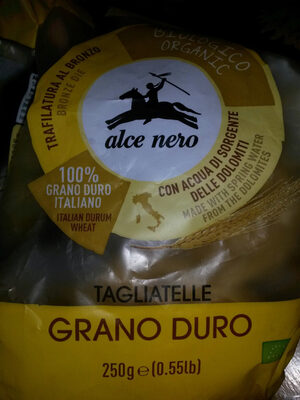 BIOLOGICO
ORGANIC
TRAFILATURA AL BRONZO
BRONZE DIE
alce nero
100%
GRANO DURO
ITALIANO
ITALIAN DURUM
WHEAT
CON ACQUA DI SORGENTE
DELLE DOLOMITI
MADE WITH SPRING WATER
FROM THE DOLOMITES
TAGLIATELLE
GRANO DURO
250g e (0.55lb)